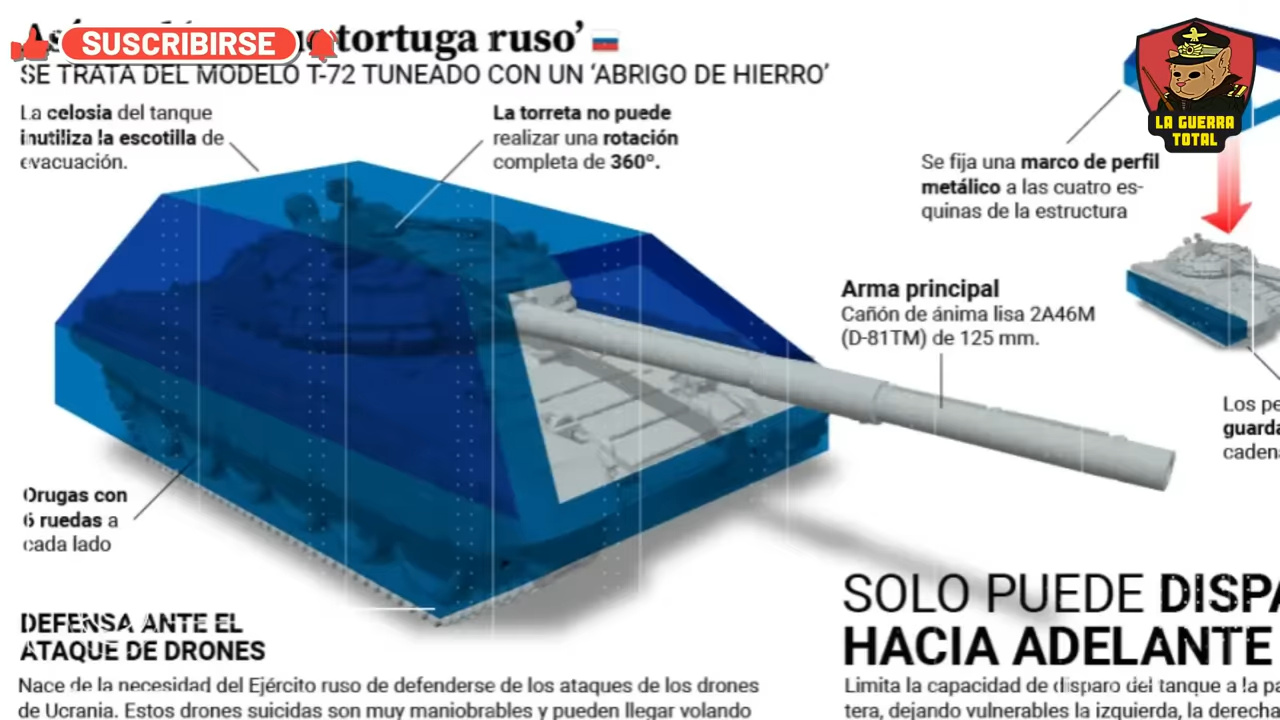 tortuga ruso’
SUSCRIBIRSE
SE TRATA DEL MODELO T-72 TUNEADO CON UN ‘ABRIGO DE HIERRO’
La celosia del tanque
inutiliza la escotilla de
evacuación.
La torreta no puede
realizar una rotación
completa de 360º.
LA GUERRA
TOTAL
Se fija una marco de perfil
metálico a las cuatro es-
quinas de la estructura
Arma principal
Cañón de ánima lisa 2A46M
(D-81TM) de 125 mm.
Los
guarda
caden
Orugas con
6 ruedas a
cada lado
DEFENSA ANTE EL
ATAQUE DE DRONES
Nace de la necesidad del Ejército ruso de defenderse de los ataques de los drones
de Ucrania. Estos drones suicidas son muy maniobrables y pueden llegar volando
SOLO PUEDE DISPA
HACIA ADELANTE
Limita la capacidad de disparo del tanque a la pa
tera, dejando vulnerables la izquierda, la derecha